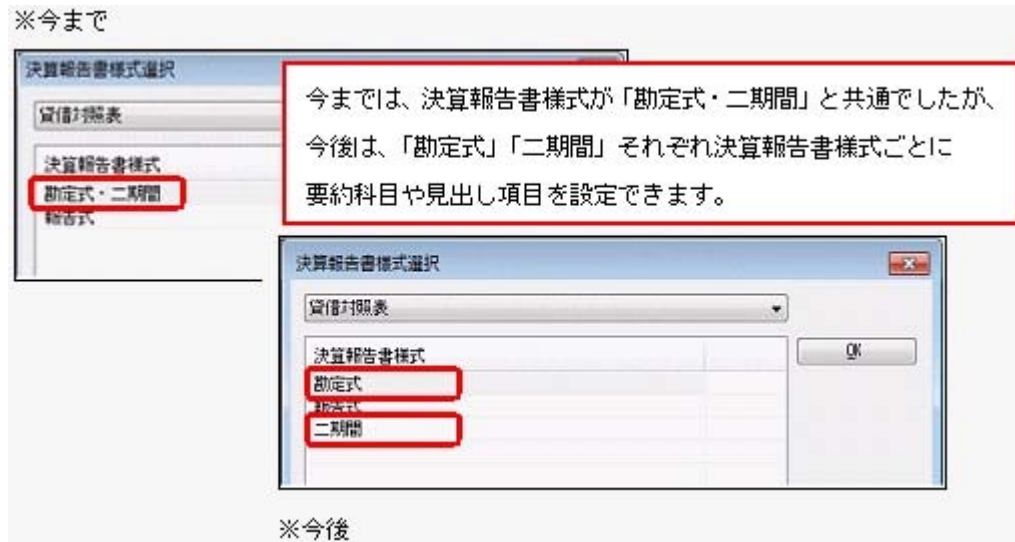 ※今まで
決算報告書様式選択
貸借対照表
決算報告書様式
勘定式・二期間
報告式
今までは、決算報告書様式が「勘定式・二期間」と共通でしたが、
今後は、「勘定式」「二期間」それぞれ決算報告書様式ごとに
要約科目や見出し項目を設定できます。
決算報告書様式選択
貸借対照表
決算報告書様式
OK
勘定式
報告式
二期間
※今後